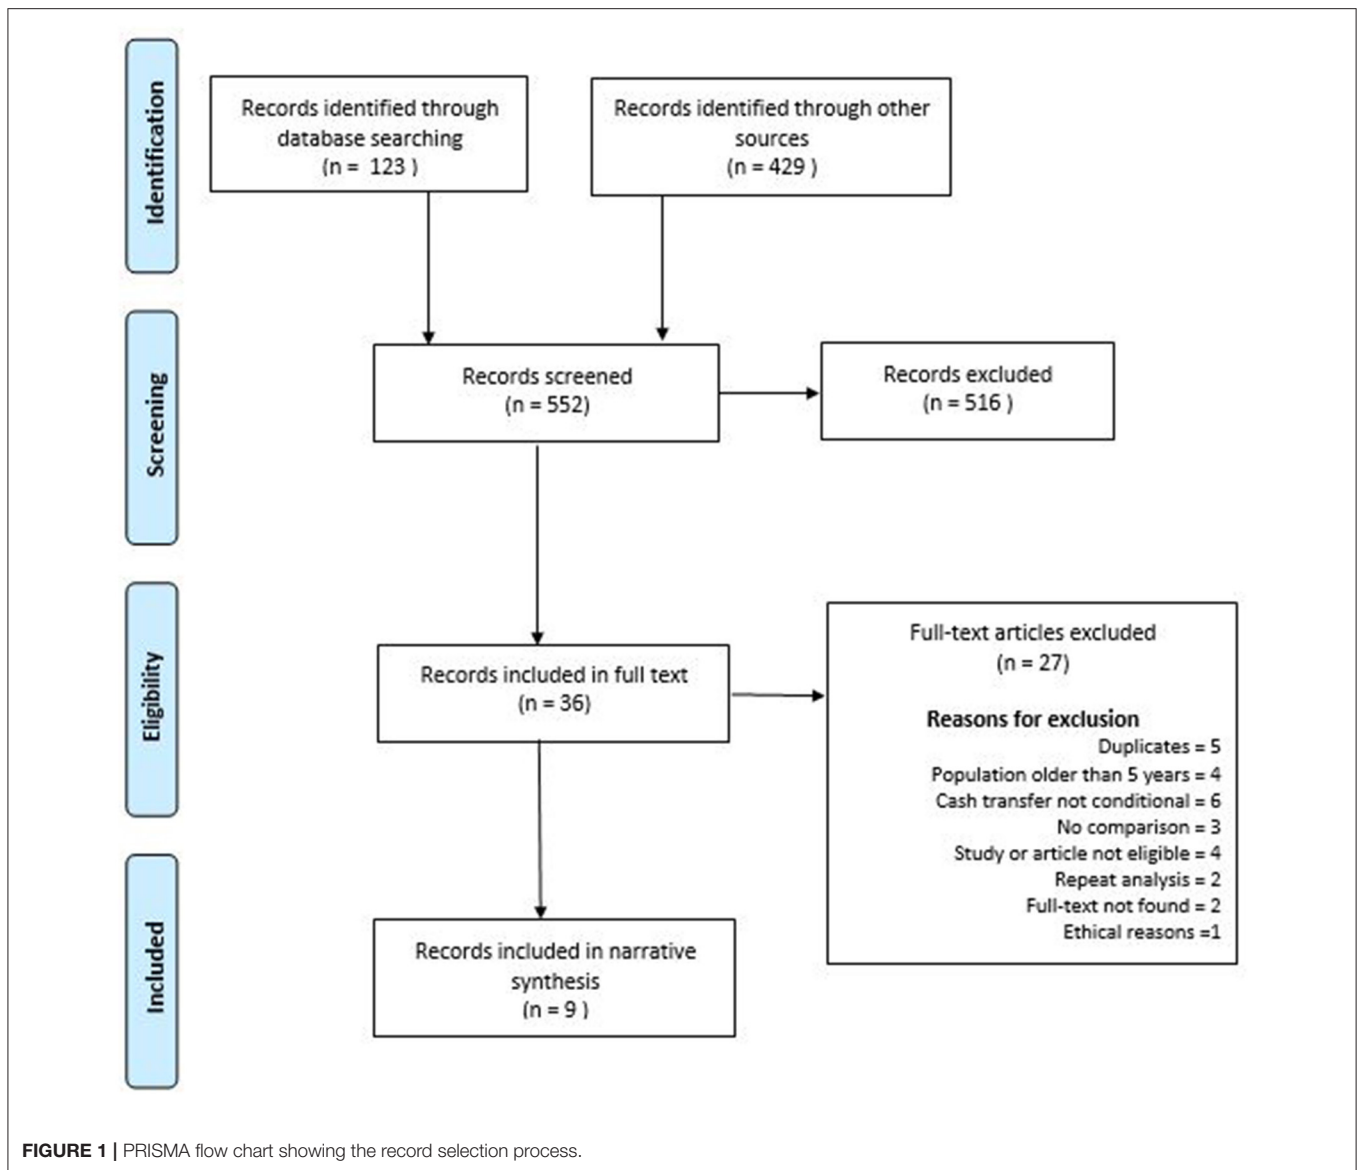 Identification
Records identified through
database searching
(n = 123 )
Records identified through other
sources
(n = 429 )
Screening
Records screened
(n = 552)
Records excluded
(n = 516 )
Eligibility
Records included in full text
(n = 36)
Full-text articles excluded
(n = 27)
Reasons for exclusion
Duplicates = 5
Population older than 5 years = 4
Cash transfer not conditional = 6
No comparison = 3
Study or article not eligible = 4
Repeat analysis = 2
Full-text not found = 2
Ethical reasons =1
Included
Records included in narrative
synthesis
(n = 9 )
FIGURE 1 | PRISMA flow chart showing the record selection process.